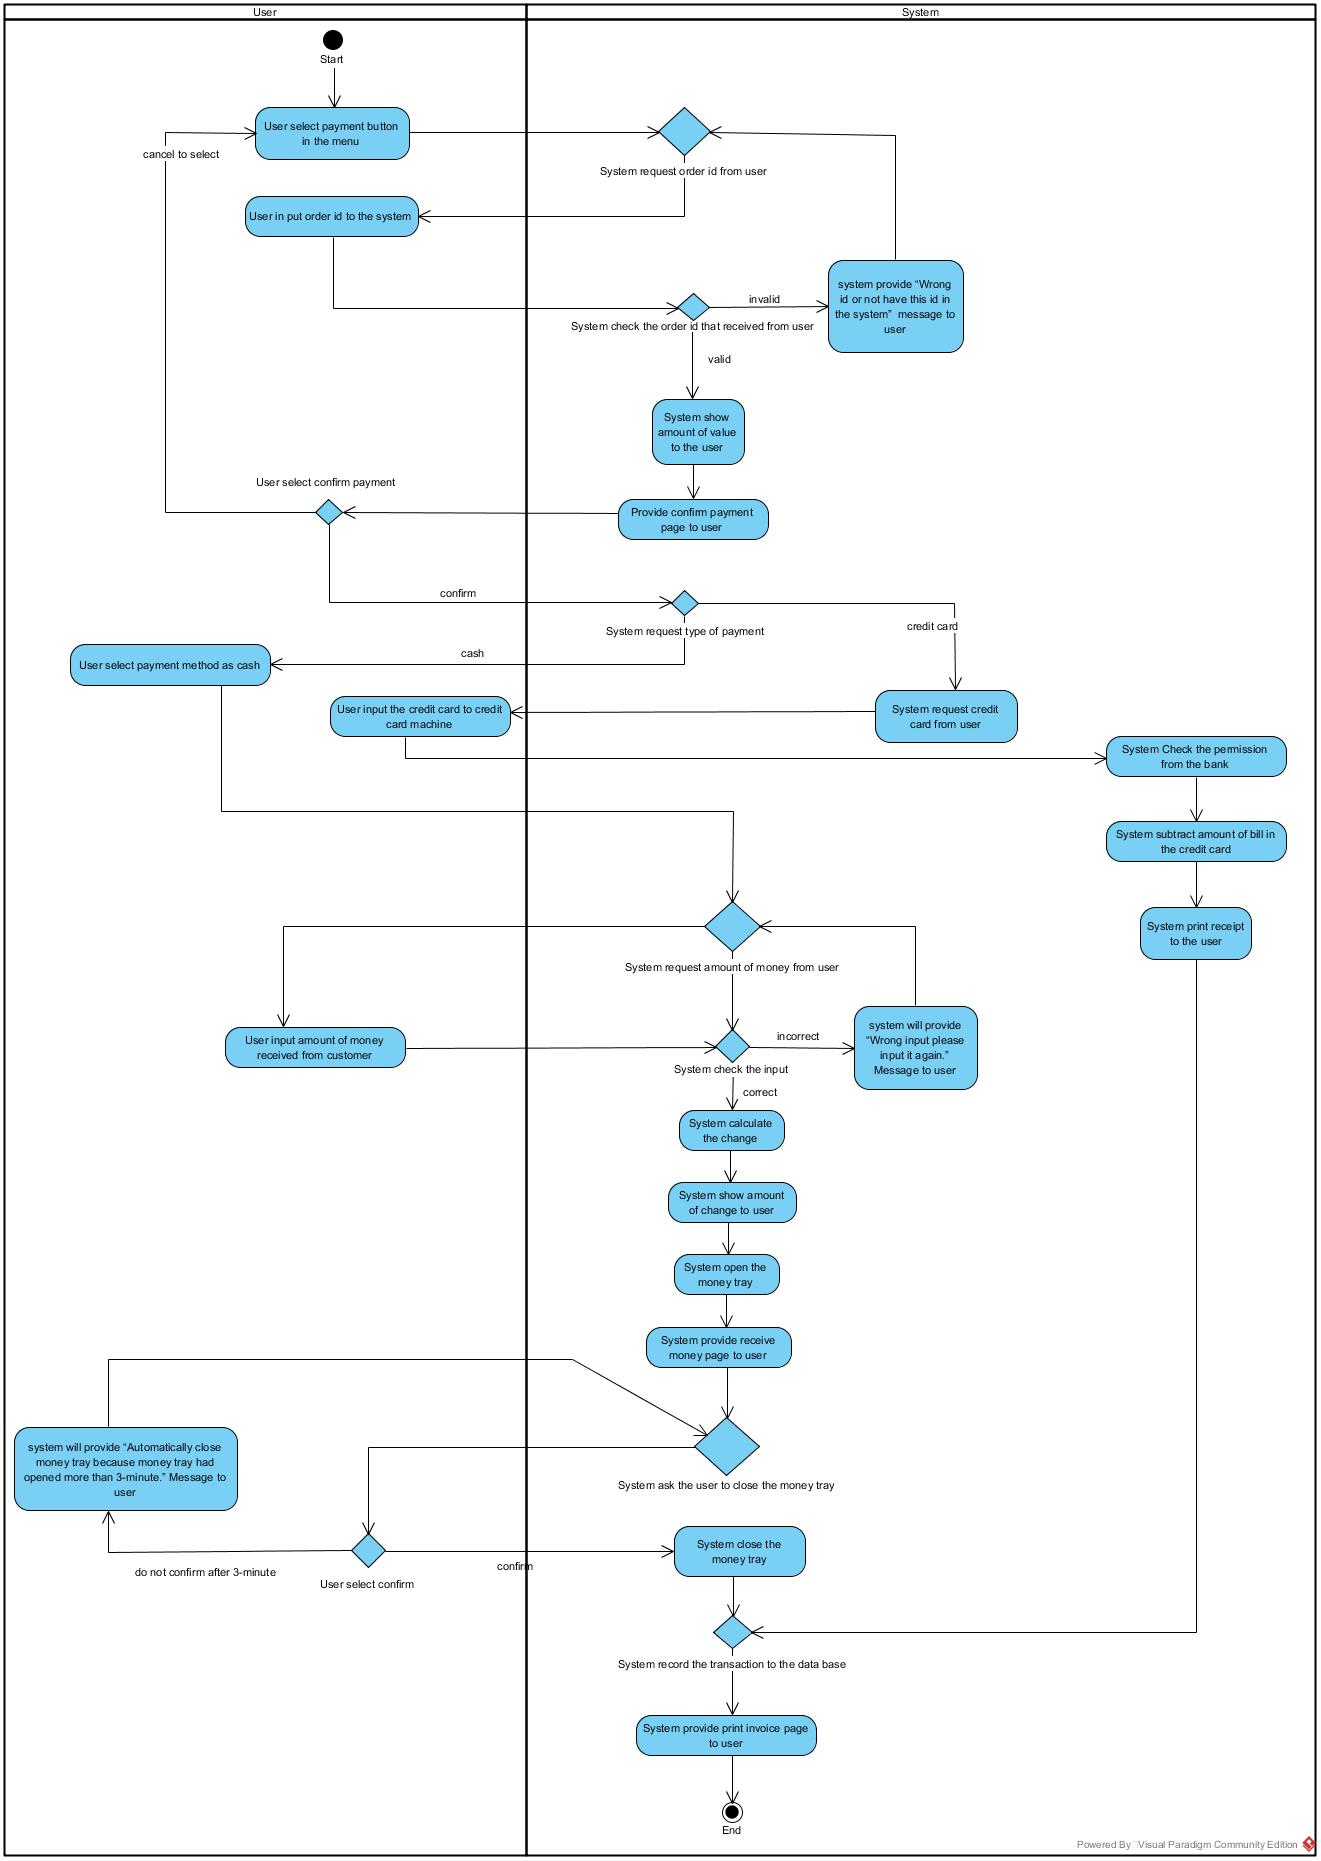 User
System
Start
User select payment button
in the menu
cancel to select
System request order id from user
User in put order id to the system
system provide “Wrong
id or not have this id in
the system” message to
user
invalid
System check the order id that received from user
valid
System show
amount of value
to the user
User select confirm payment
Provide confirm payment
page to user
confirm
System request type of payment
credit card
cash
User select payment method as cash
User input the credit card to credit
card machine
System request credit
card from user
System Check the permission
from the bank
System subtract amount of bill in
the credit card
System print receipt
to the user
System request amount of money from user
User input amount of money
received from customer
incorrect
system will provide
“Wrong input please
input it again.”
Message to user
System check the input
correct
System calculate
the change
System show amount
of change to user
System open the
money tray
System provide receive
money page to user
system will provide “Automatically close
money tray because money tray had
opened more than 3-minute.” Message to
user
System ask the user to close the money tray
System close the
money tray
confirm
do not confirm after 3-minute
User select confirm
System record the transaction to the data base
System provide print invoice page
to user
End
Powered By Visual Paradigm Community Edition